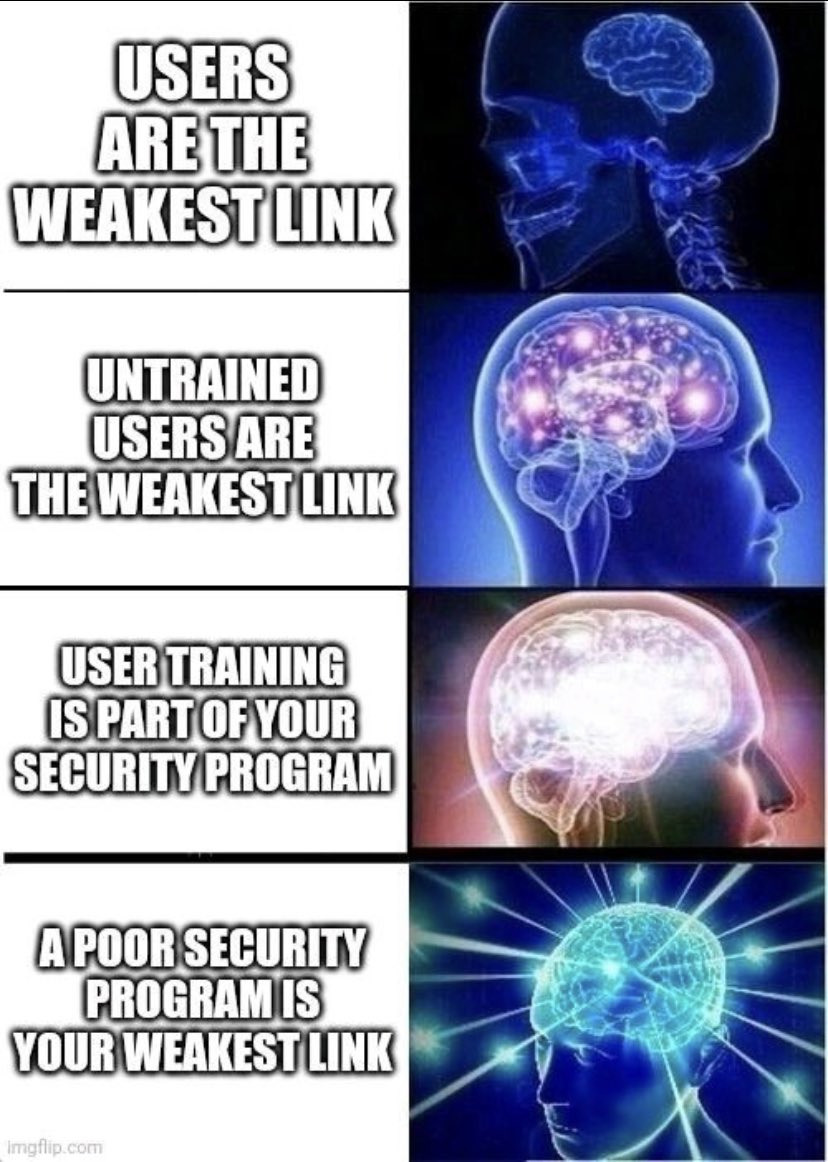 USERS
ARE THE
WEAKEST LINK
UNTRAINED
USERS ARE
THE WEAKEST LINK
USER TRAINING
IS PART OF YOUR
SECURITY PROGRAM
A POOR SECURITY
PROGRAM IS
YOUR WEAKEST LINK
imgflip.com